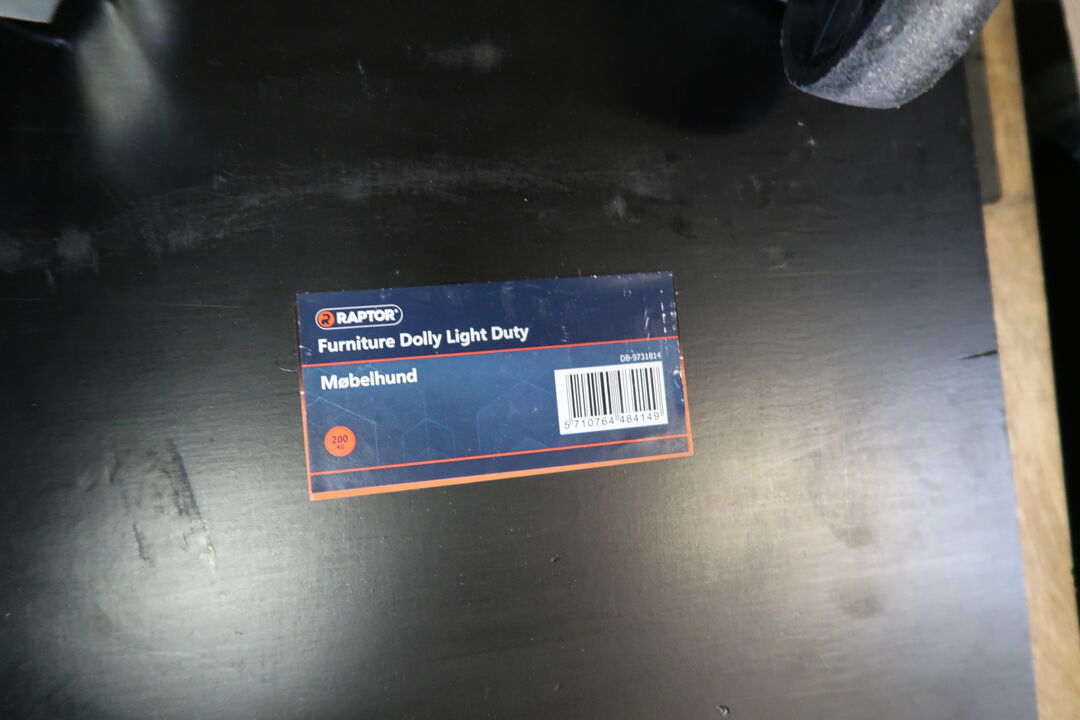 RAPTOR
Furniture Dolly Light Duty
DB-9731814
Møbelhund
5 710764 484149
200
KG